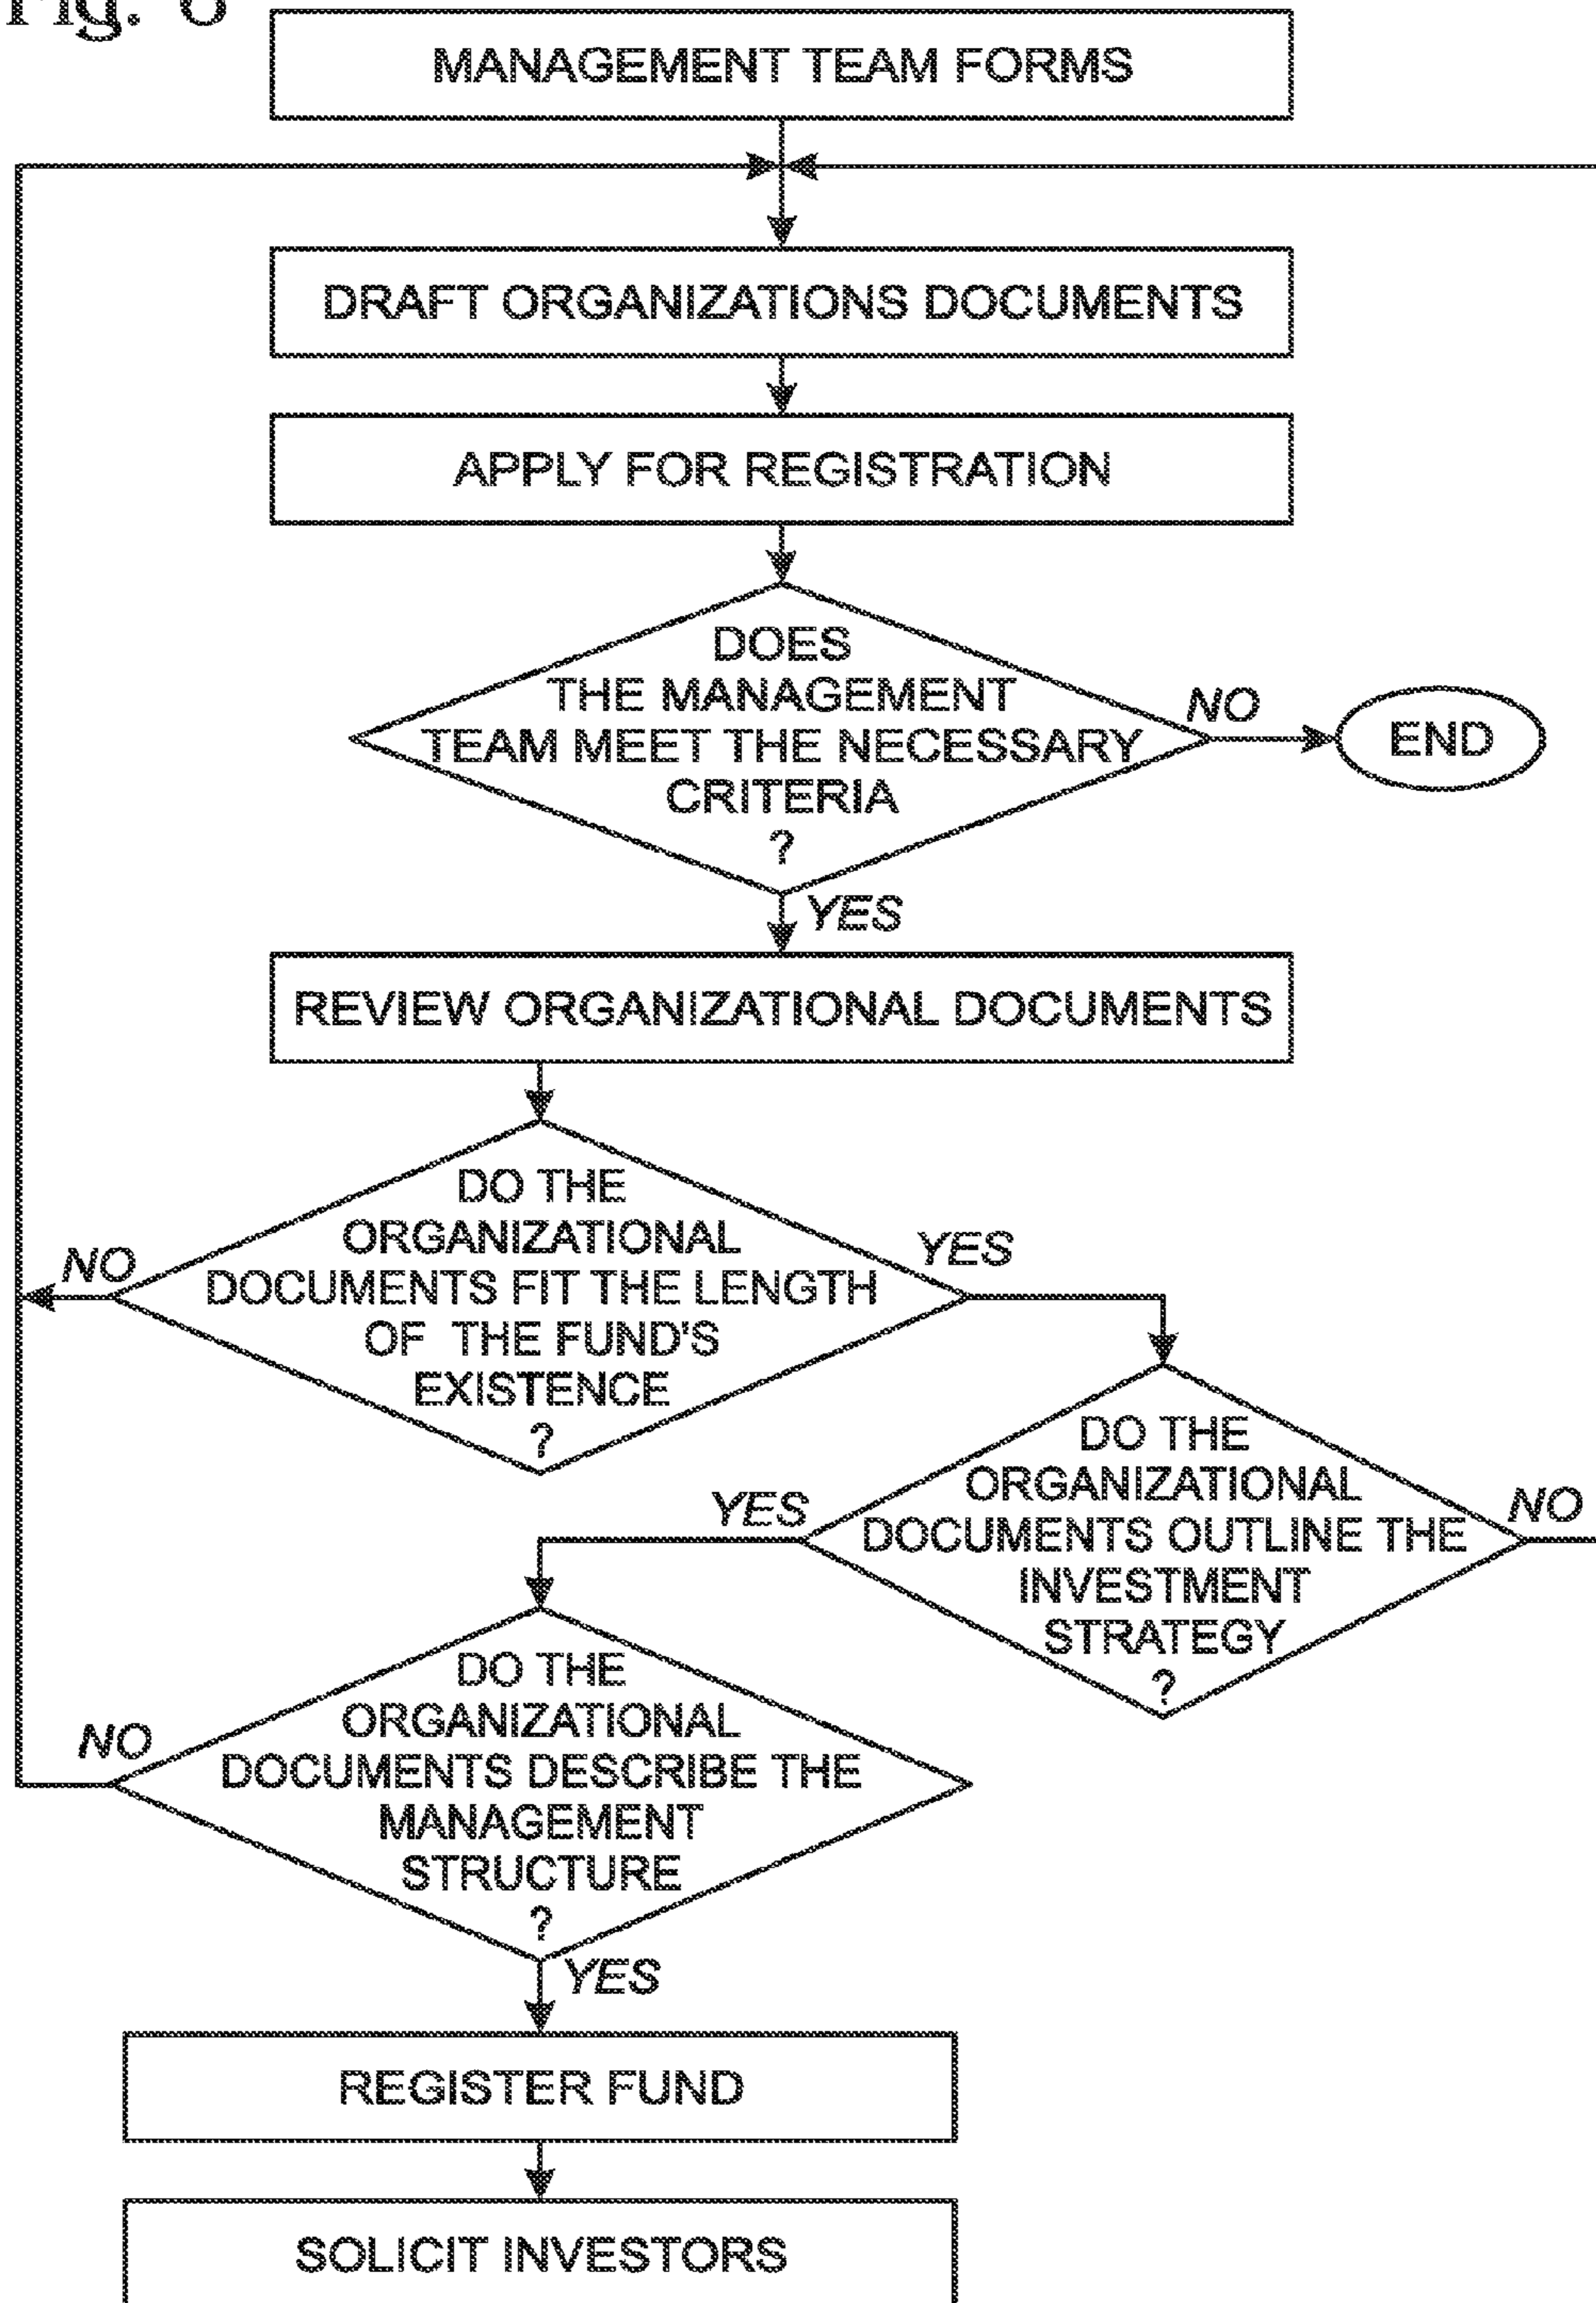 Fig. 6
MANAGEMENT TEAM FORMS
DRAFT ORGANIZATIONS DOCUMENTS
APPLY FOR REGISTRATION
DOES
THE MANAGEMENT
TEAM MEET THE NECESSARY
CRITERIA
?
NO
END
YES
REVIEW ORGANIZATIONAL DOCUMENTS
DO THE
ORGANIZATIONAL
DOCUMENTS FIT THE LENGTH
OF THE FUND'S
EXISTENCE
?
NO
YES
DO THE
ORGANIZATIONAL
DOCUMENTS OUTLINE THE
INVESTMENT
STRATEGY
?
YES
NO
DO THE
ORGANIZATIONAL
DOCUMENTS DESCRIBE THE
MANAGEMENT
STRUCTURE
?
NO
YES
REGISTER FUND
SOLICIT INVESTORS